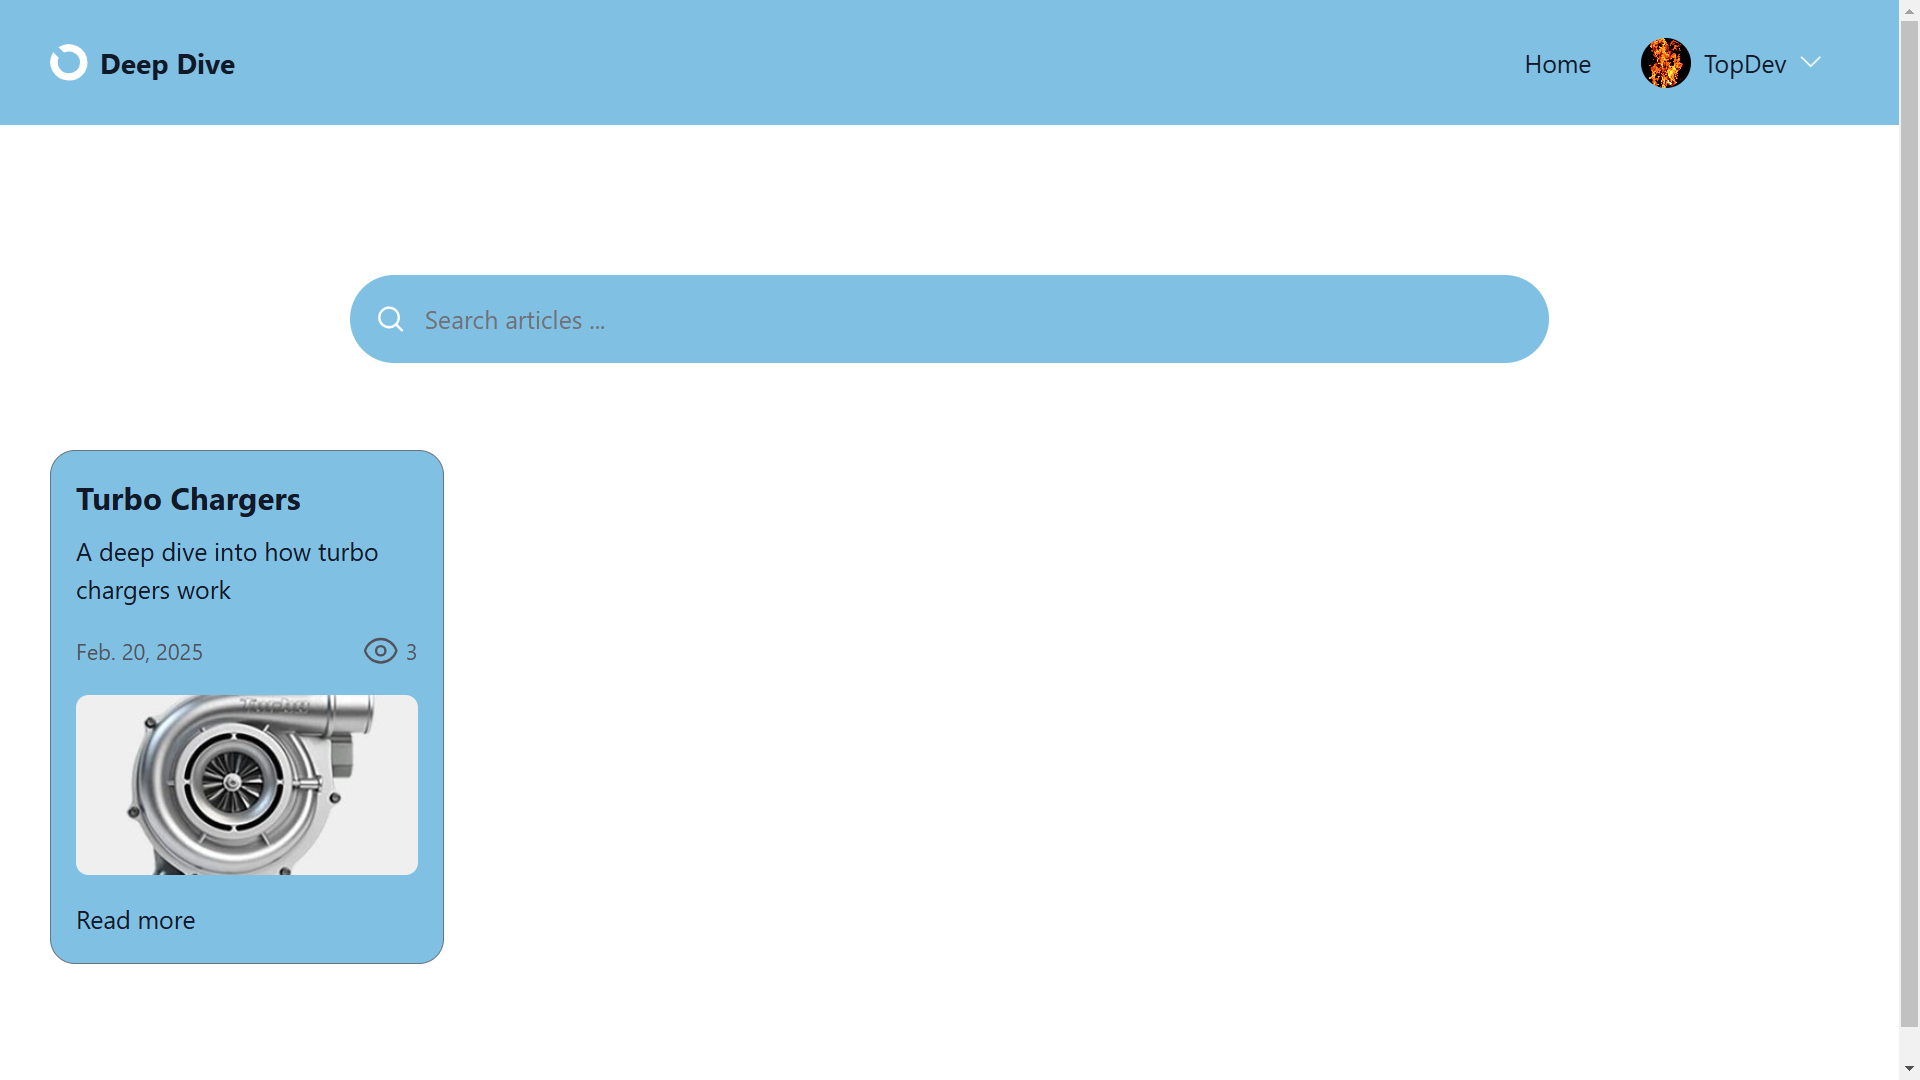 Deep Dive
Home
TopDev
Search articles ...
Turbo Chargers
A deep dive into how turbo
chargers work
Feb. 20, 2025
3
Read more